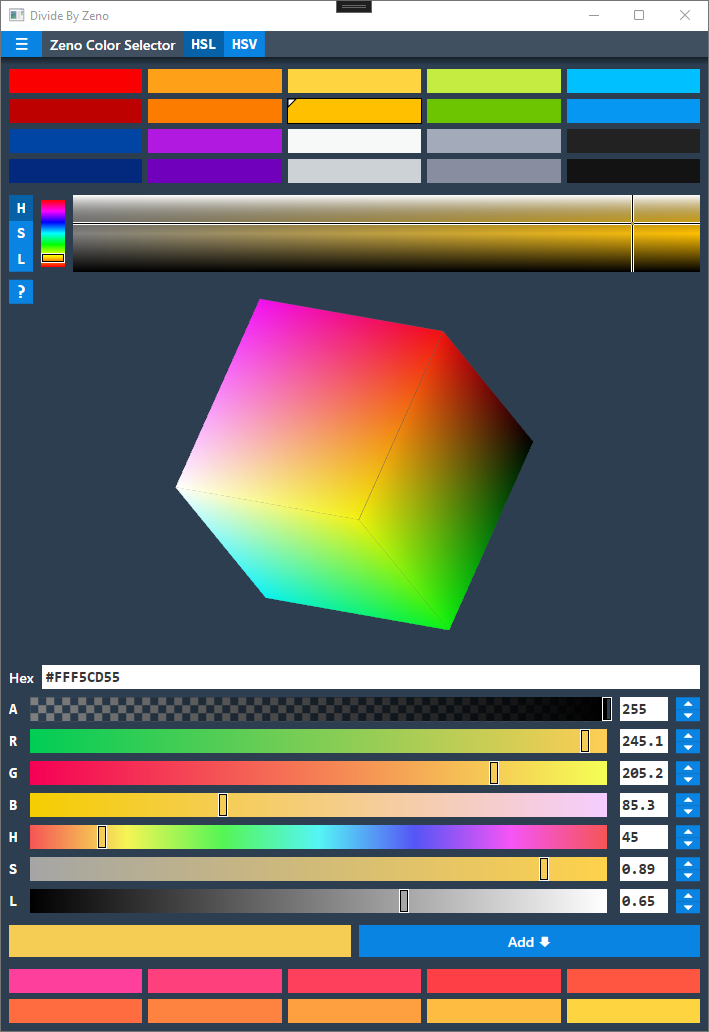 Divide By Zeno
☰ Zeno Color Selector HSL HSV
H
S
L
?
Hex #FFF5CD55
A 255
R 245.1
G 205.2
B 85.3
H 45
S 0.89
L 0.65
Add